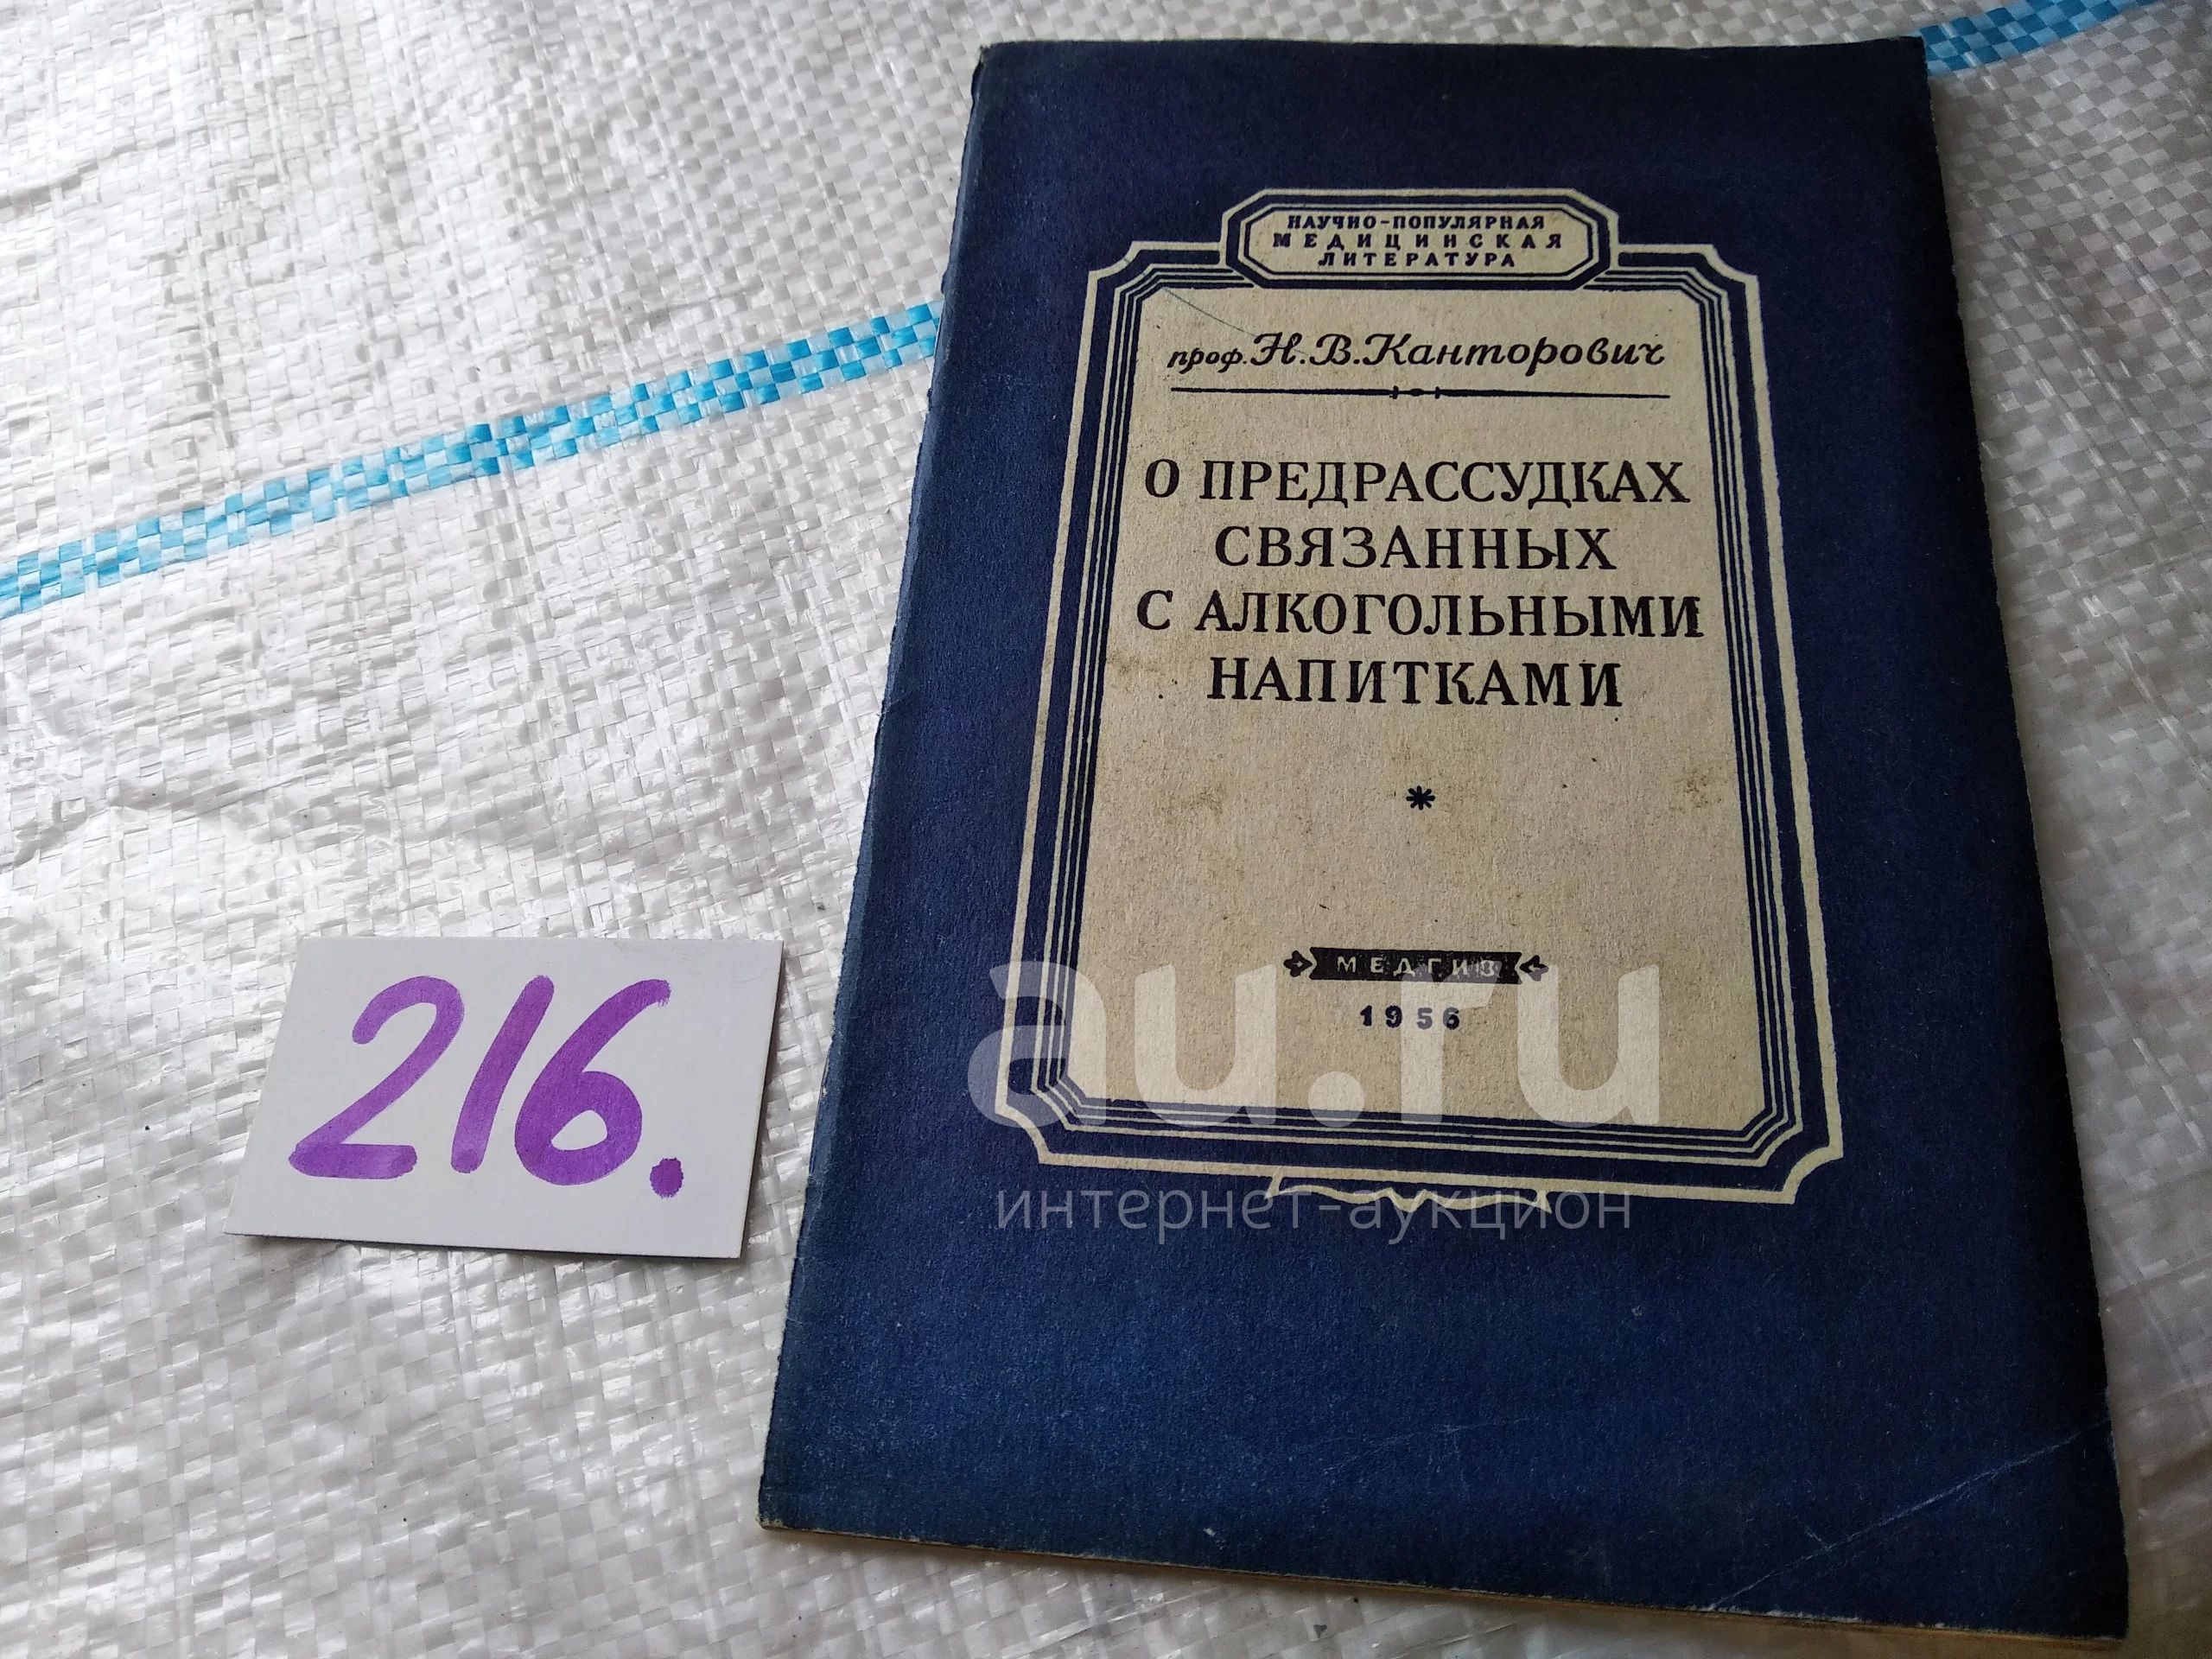 НАУЧНО-ПОПУЛЯРНАЯ
МЕДИЦИНСКАЯ
ЛИТЕРАТУРА
проф. Н. В. Канторович
О ПРЕДРАССУДКАХ
СВЯЗАННЫХ
С АЛКОГОЛЬНЫМИ
НАПИТКАМИ
*
МЕДГИЗ
1956
216.
au.ru
интернет-аукцион